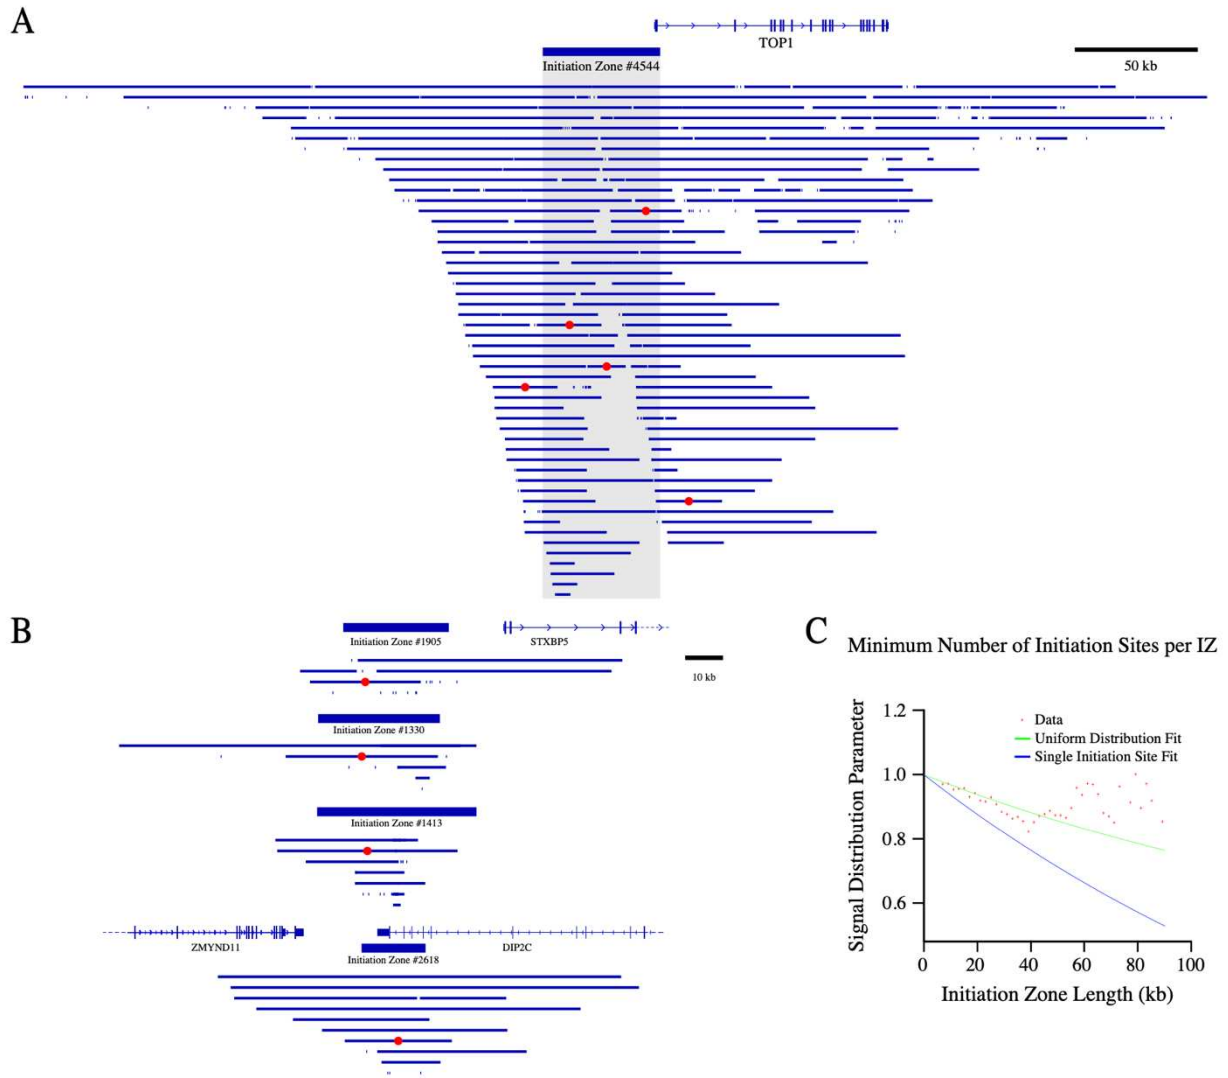 A
TOP1
Initiation Zone #4544
50 kb
B
Initiation Zone #1905
STXBP5
10 kb
Initiation Zone #1330
Initiation Zone #1413
ZMYND11
DIP2C
Initiation Zone #2618
C
Minimum Number of Initiation Sites per IZ
Signal Distribution Parameter
1.2
1.0
0.8
0.6
Data
Uniform Distribution Fit
Single Initiation Site Fit
0 20 40 60 80 100
Initiation Zone Length (kb)